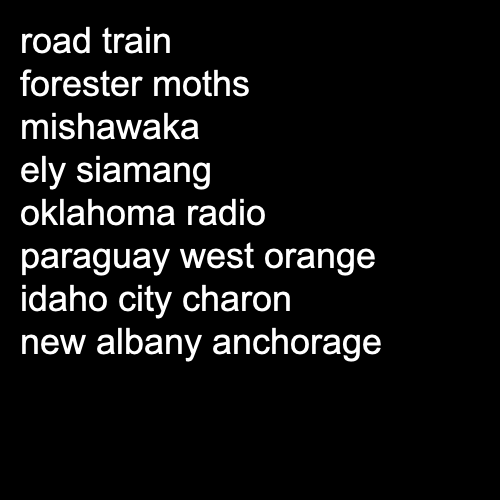 road train
forester moths
mishawaka
ely siamang
oklahoma radio
paraguay west orange
idaho city charon
new albany anchorage